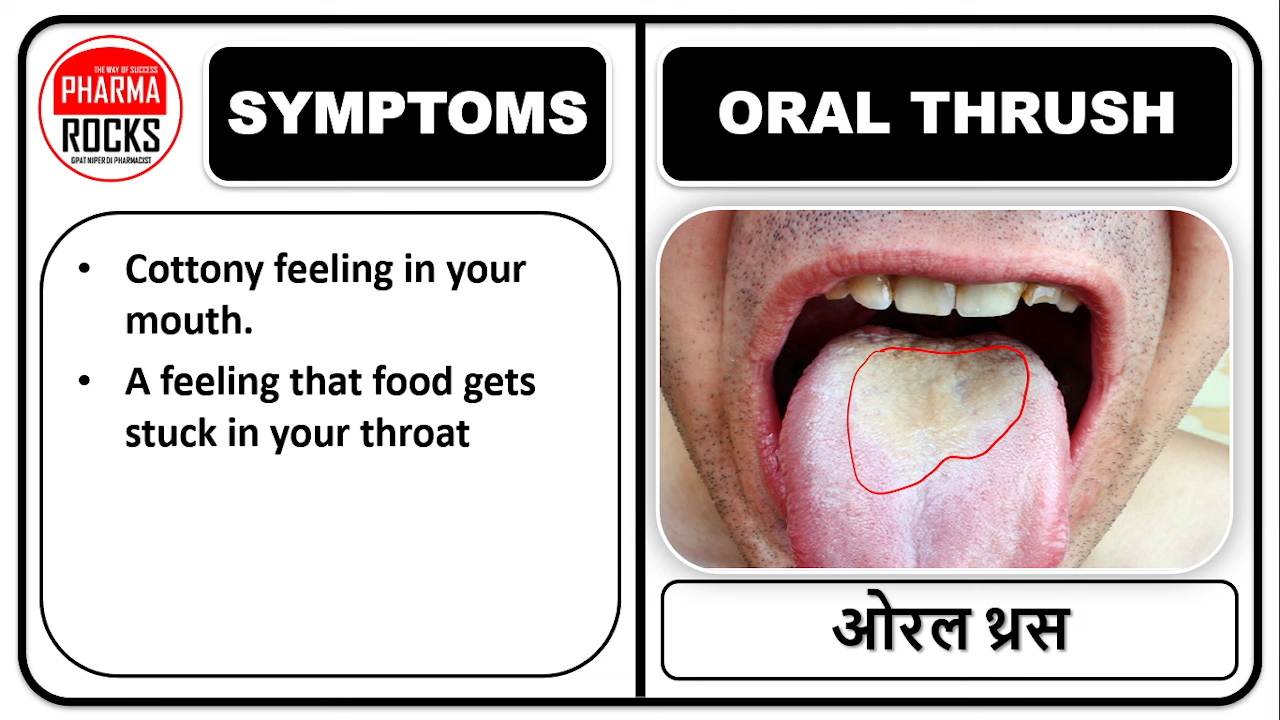 THE WAY OF SUCCESS
PHARMA
ROCKS
GPAT NIPER DI PHARMACIST
SYMPTOMS
• Cottony feeling in your
mouth.
• A feeling that food gets
stuck in your throat
ORAL THRUSH
ओरल थ्रस